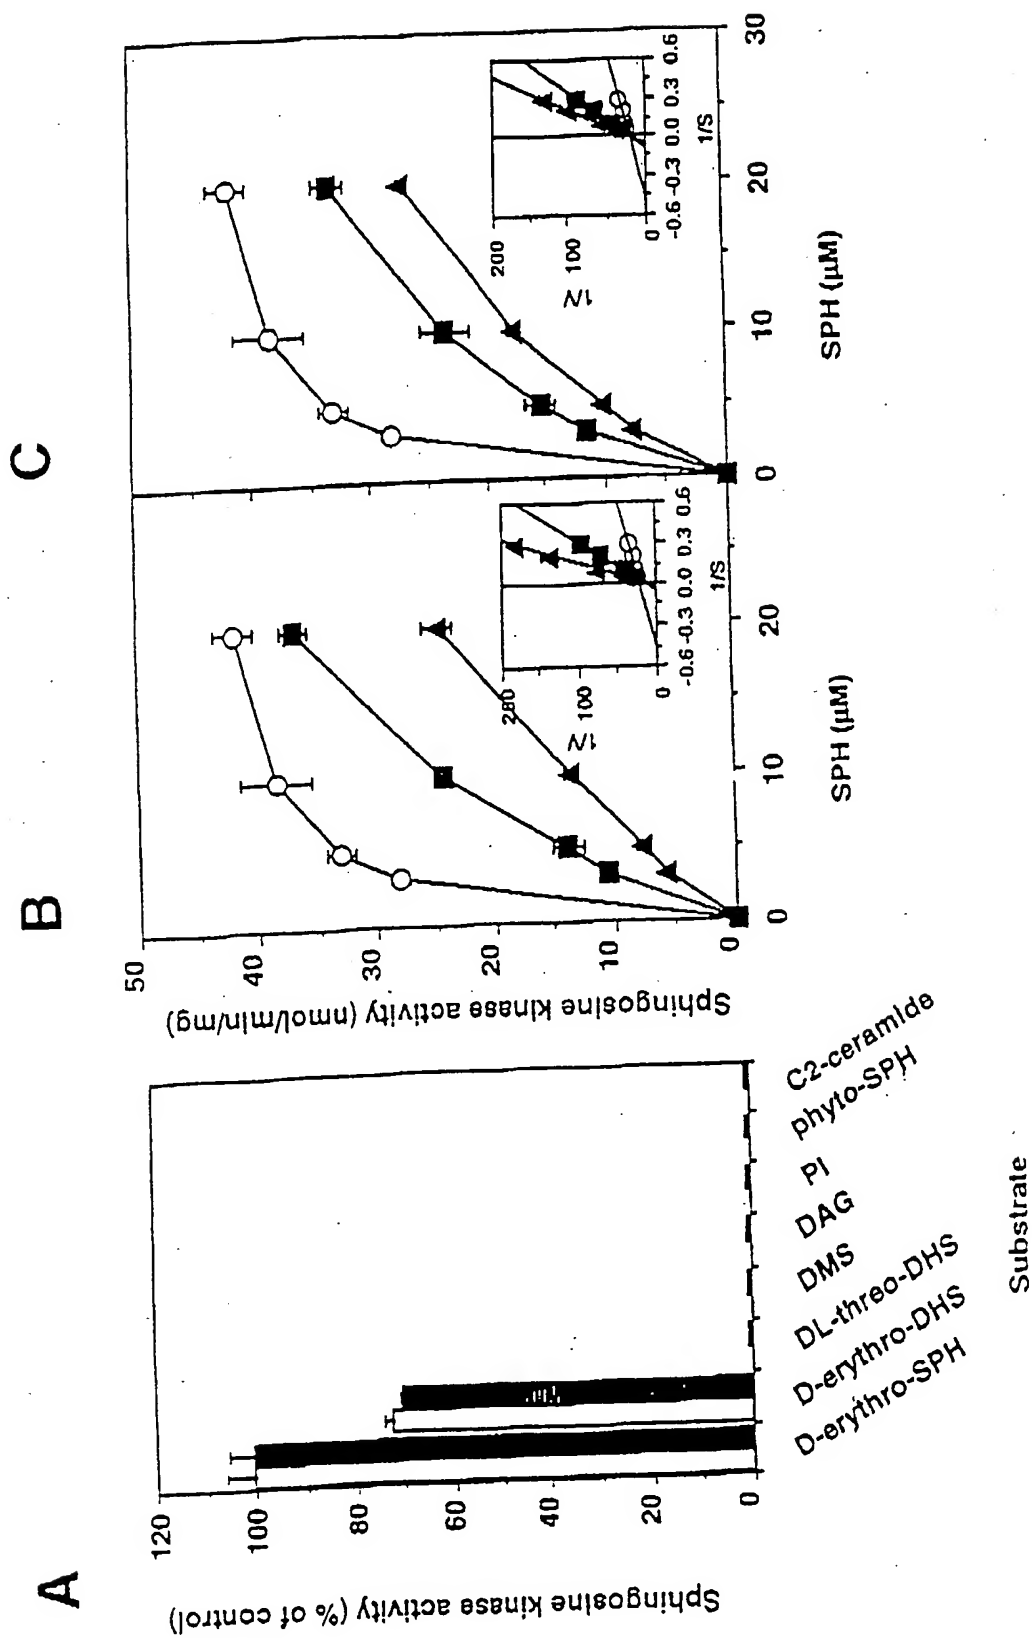 A
Sphingosine kinase activity (% of control)
120
100
80
60
40
20
0
D-erythro-SPH
D-erythro-DHS
DL-threo-DHS
DMS
DAG
PI
phyto-SPH
C2-ceramide
Substrate
B
Sphingosine kinase activity (nmol/min/mg)
50
40
30
20
10
0
0
10
20
SPH (µM)
1/V
200
100
0
-0.6 -0.3 0.0 0.3 0.6
1/S
C
0
10
20
30
SPH (µM)
1/V
200
100
0
-0.6 -0.3 0.0 0.3 0.6
1/S